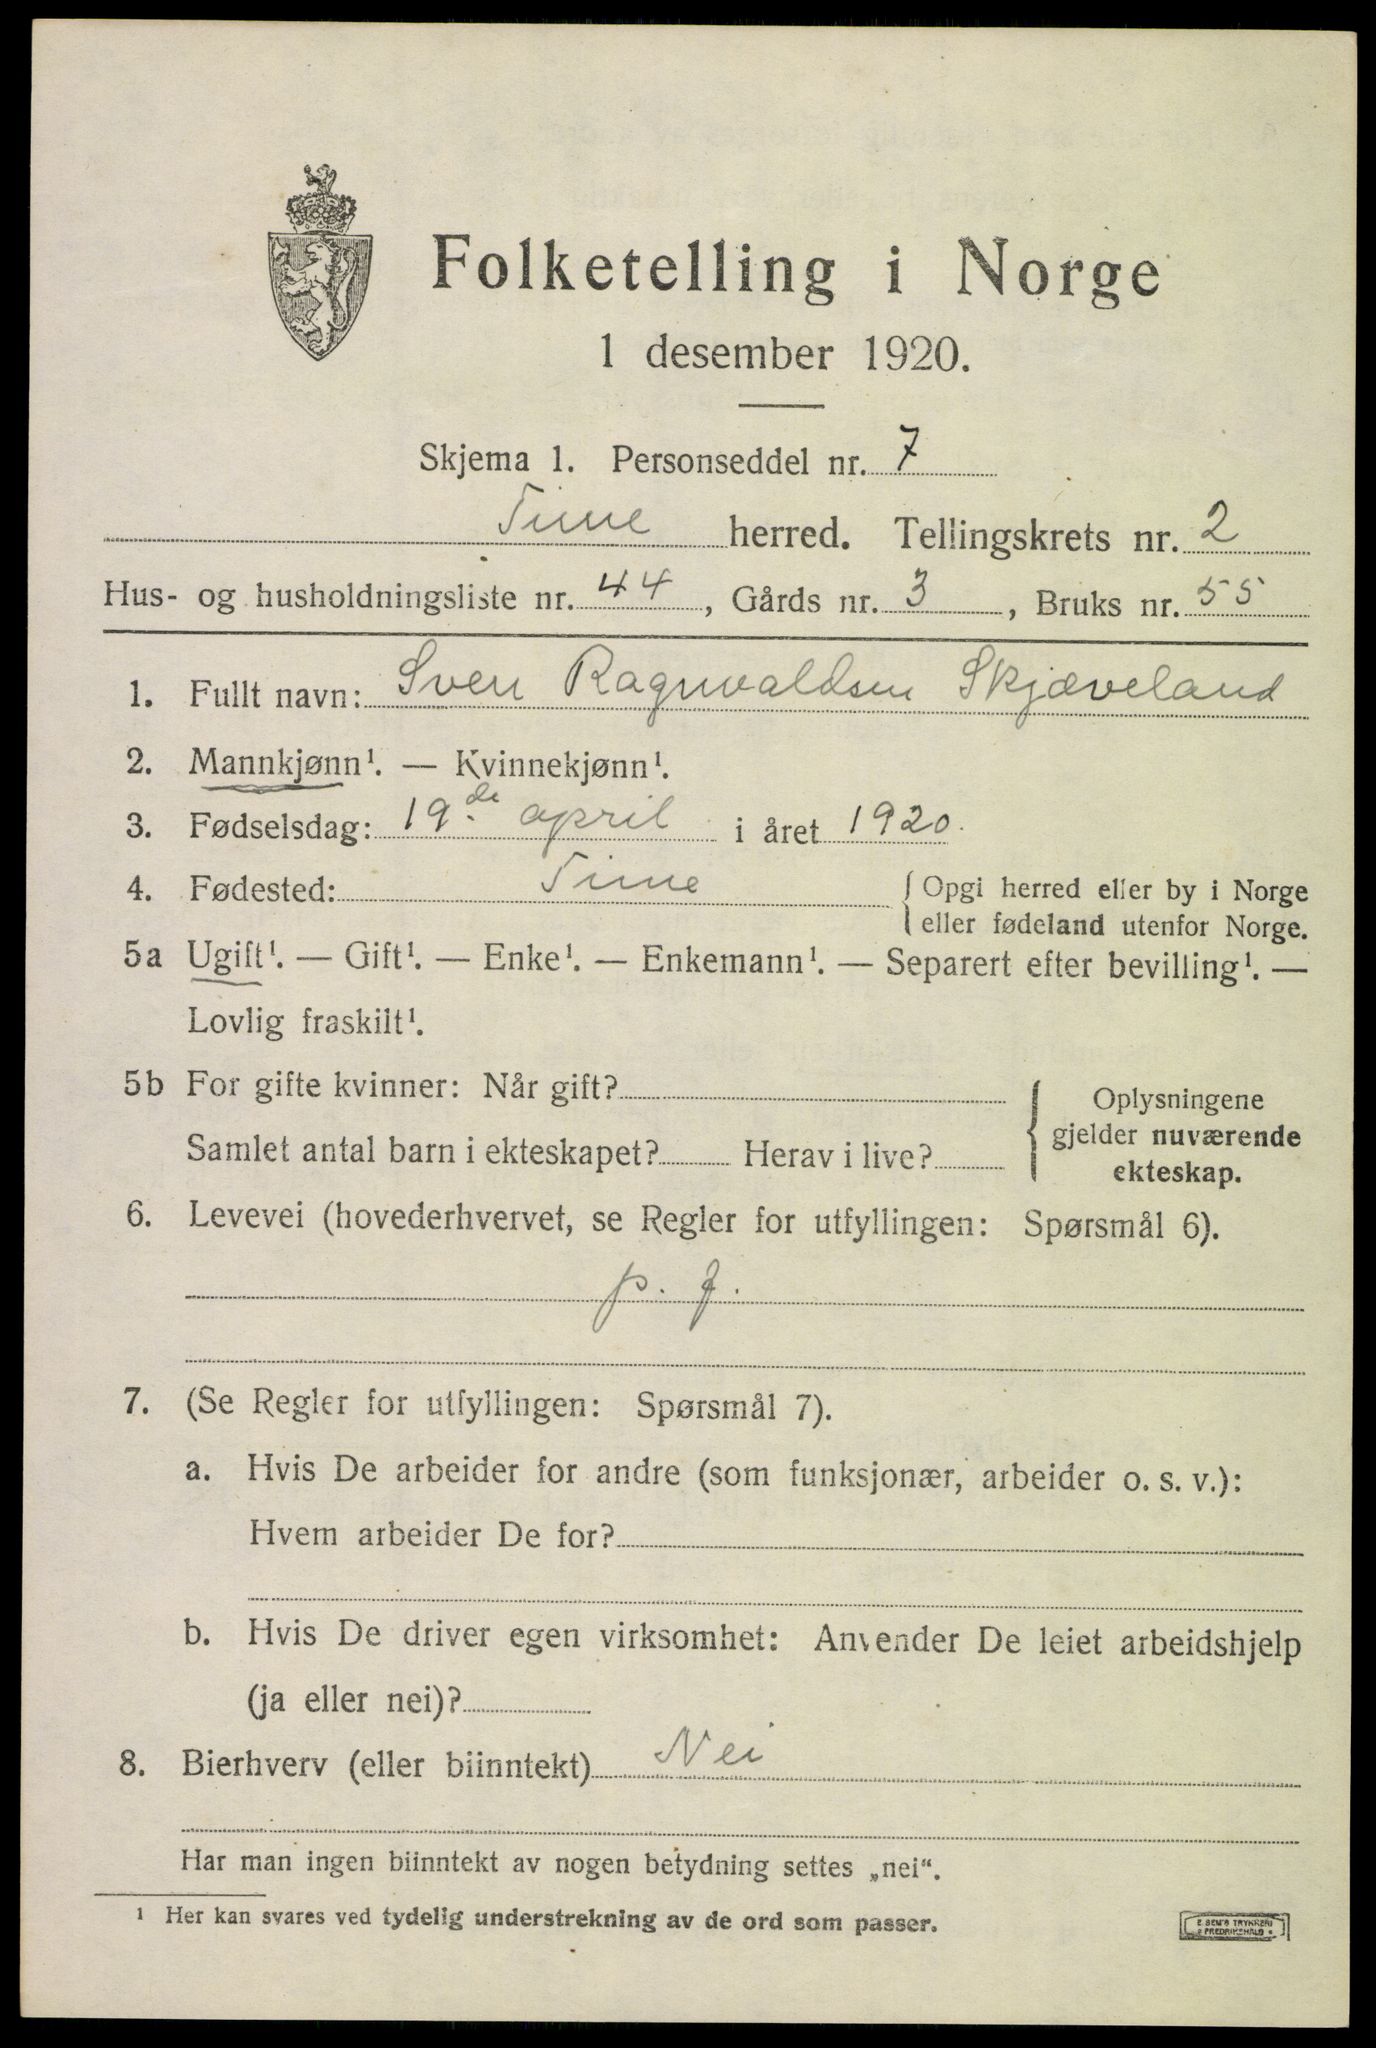 Folketelling i Norge
1 desember 1920.
Skjema 1. Personseddel nr. 7
Time herred. Tellingskrets nr. 2
Hus- og husholdningsliste nr. 44, Gårds nr. 3, Bruks nr. 55
1. Fullt navn: Sven Ragnvaldsen Skjæveland
2. Mannkjønn¹. — Kvinnekjønn¹.
3. Fødselsdag: 19de april i året 1920.
4. Fødested: Time
Opgi herred eller by i Norge
eller fødeland utenfor Norge.
5a Ugift¹. — Gift¹. — Enke¹. — Enkemann¹. — Separert efter bevilling¹. —
Lovlig fraskilt¹.
5b For gifte kvinner: Når gift?
Samlet antal barn i ekteskapet? Herav i live?
Oplysningene
gjelder nuværende
ekteskap.
6. Levevei (hovederhvervet, se Regler for utfyllingen: Spørsmål 6).
p. f.
7. (Se Regler for utfyllingen: Spørsmål 7).
a. Hvis De arbeider for andre (som funksjonær, arbeider o. s. v.):
Hvem arbeider De for?
b. Hvis De driver egen virksomhet: Anvender De leiet arbeidshjelp
(ja eller nei)?
8. Bierhverv (eller biinntekt) Nei
Har man ingen biinntekt av nogen betydning settes „nei“.
¹ Her kan svares ved tydelig understrekning av de ord som passer.
E. SEM'S TRYKKERI
FREDRIKSHALD